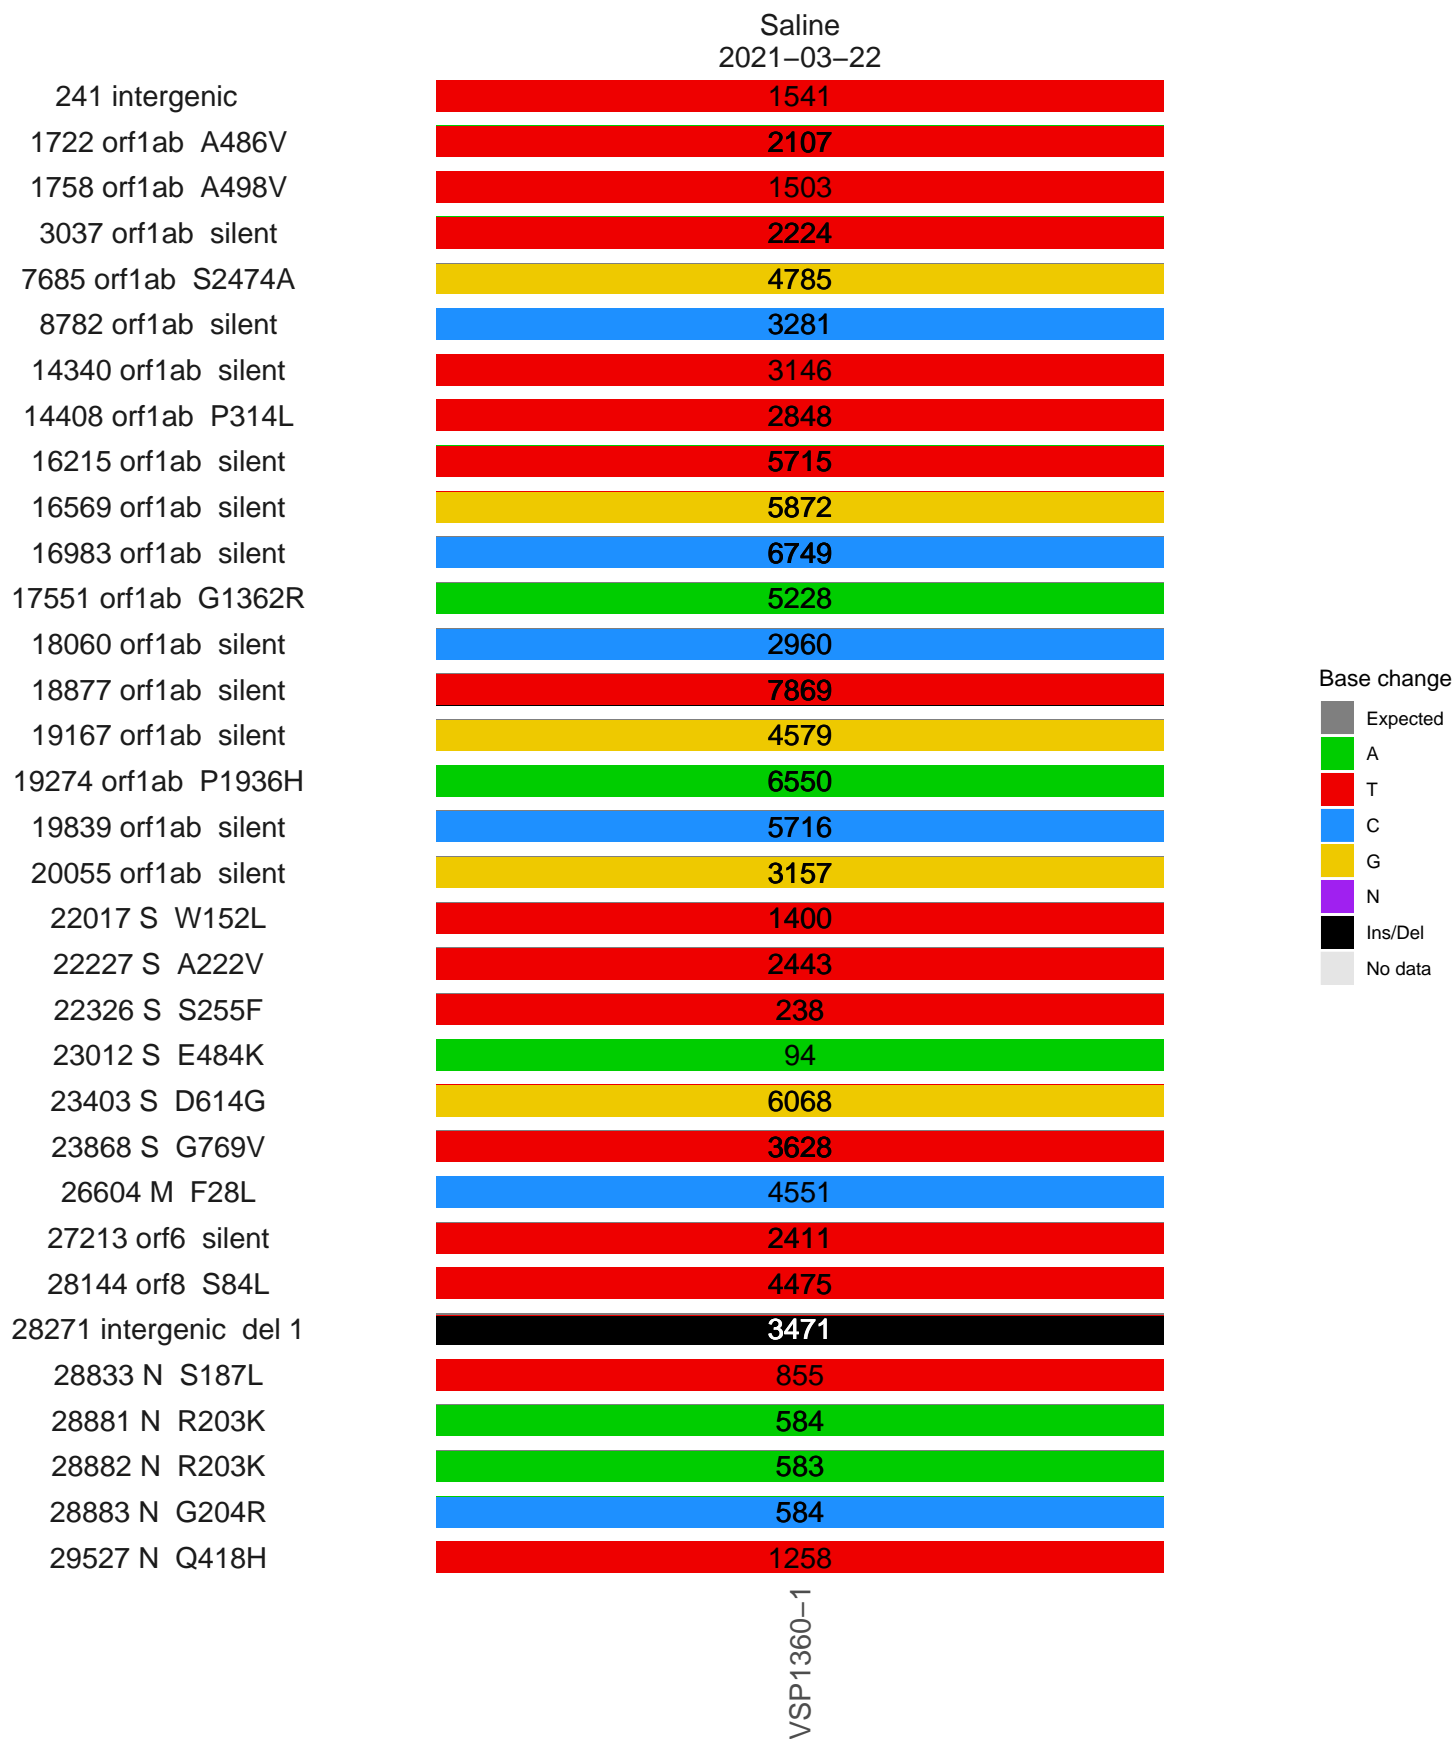 Saline
2021−03−22
241 intergenic 1541
1722 orf1ab A486V 2107
1758 orf1ab A498V 1503
3037 orf1ab silent 2224
7685 orf1ab S2474A 4785
8782 orf1ab silent 3281
14340 orf1ab silent 3146
14408 orf1ab P314L 2848
16215 orf1ab silent 5715
16569 orf1ab silent 5872
16983 orf1ab silent 6749
17551 orf1ab G1362R 5228
18060 orf1ab silent 2960
18877 orf1ab silent 7869
19167 orf1ab silent 4579
19274 orf1ab P1936H 6550
19839 orf1ab silent 5716
20055 orf1ab silent 3157
22017 S W152L 1400
22227 S A222V 2443
22326 S S255F 238
23012 S E484K 94
23403 S D614G 6068
23868 S G769V 3628
26604 M F28L 4551
27213 orf6 silent 2411
28144 orf8 S84L 4475
28271 intergenic del 1 3471
28833 N S187L 855
28881 N R203K 584
28882 N R203K 583
28883 N G204R 584
29527 N Q418H 1258
VSP1360−1
Base change
Expected
A
T
C
G
N
Ins/Del
No data